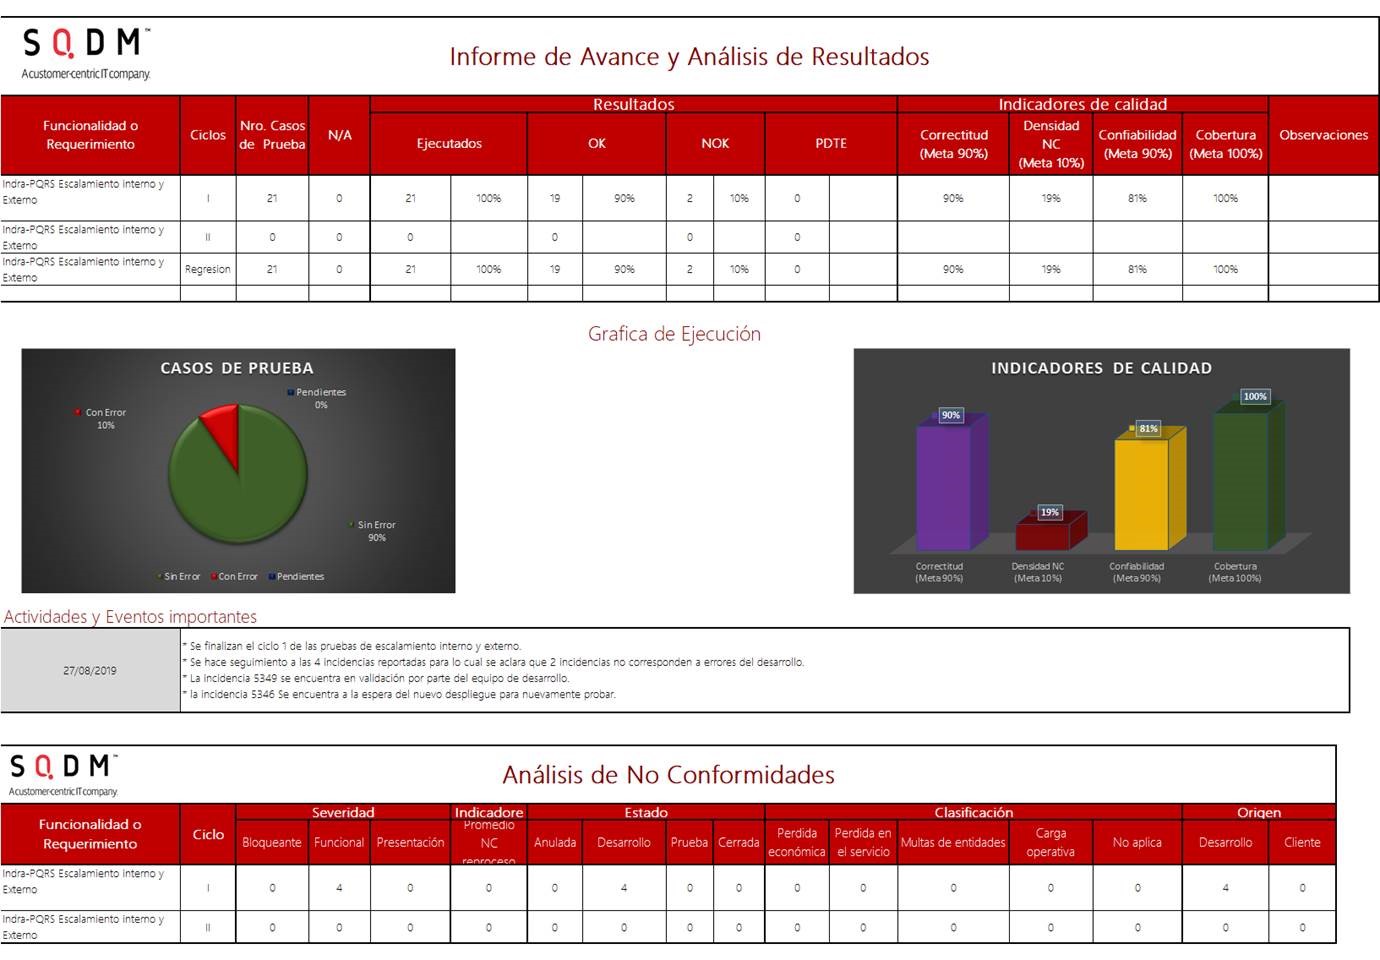 SQDM™
A customer-centric IT company.
Informe de Avance y Análisis de Resultados
Funcionalidad o
Requerimiento
Ciclos
Nro. Casos
de Prueba
N/A
Resultados
Ejecutados
OK
NOK
PDTE
Indicadores de calidad
Correctitud
(Meta 90%)
Densidad
NC
(Meta 10%)
Confiabilidad
(Meta 90%)
Cobertura
(Meta 100%)
Observaciones
Indra-PQRS Escalamiento interno y
Externo
I 21 0 21 100% 19 90% 2 10% 0 90% 19% 81% 100%
Indra-PQRS Escalamiento interno y
Externo
II 0 0 0 0 0 0
Indra-PQRS Escalamiento interno y
Externo
Regresion 21 0 21 100% 19 90% 2 10% 0 90% 19% 81% 100%
Grafica de Ejecución
CASOS DE PRUEBA
Pendientes
0%
Con Error
10%
Sin Error
90%
Sin Error Con Error Pendientes
INDICADORES DE CALIDAD
90%
19%
81%
100%
Correctitud
(Meta 90%)
Densidad NC
(Meta 10%)
Confiabilidad
(Meta 90%)
Cobertura
(Meta 100%)
Actividades y Eventos importantes
27/08/2019
* Se finalizan el ciclo 1 de las pruebas de escalamiento interno y externo.
* Se hace seguimiento a las 4 incidencias reportadas para lo cual se aclara que 2 incidencias no corresponden a errores del desarrollo.
* La incidencia 5349 se encuentra en validación por parte del equipo de desarrollo.
* la incidencia 5346 Se encuentra a la espera del nuevo despliegue para nuevamente probar.
SQDM™
A customer-centric IT company.
Análisis de No Conformidades
Funcionalidad o
Requerimiento
Ciclo
Severidad
Bloqueante Funcional Presentación
Indicadore
Promedio
NC
reproceso
Estado
Anulada Desarrollo Prueba Cerrada
Clasificación
Perdida
económica
Perdida en
el servicio
Multas de entidades
Carga
operativa
No aplica
Origen
Desarrollo Cliente
Indra-PQRS Escalamiento interno y
Externo
I 0 4 0 0 0 4 0 0 0 0 0 0 0 4 0
Indra-PQRS Escalamiento interno y
Externo
II 0 0 0 0 0 0 0 0 0 0 0 0 0 0 0